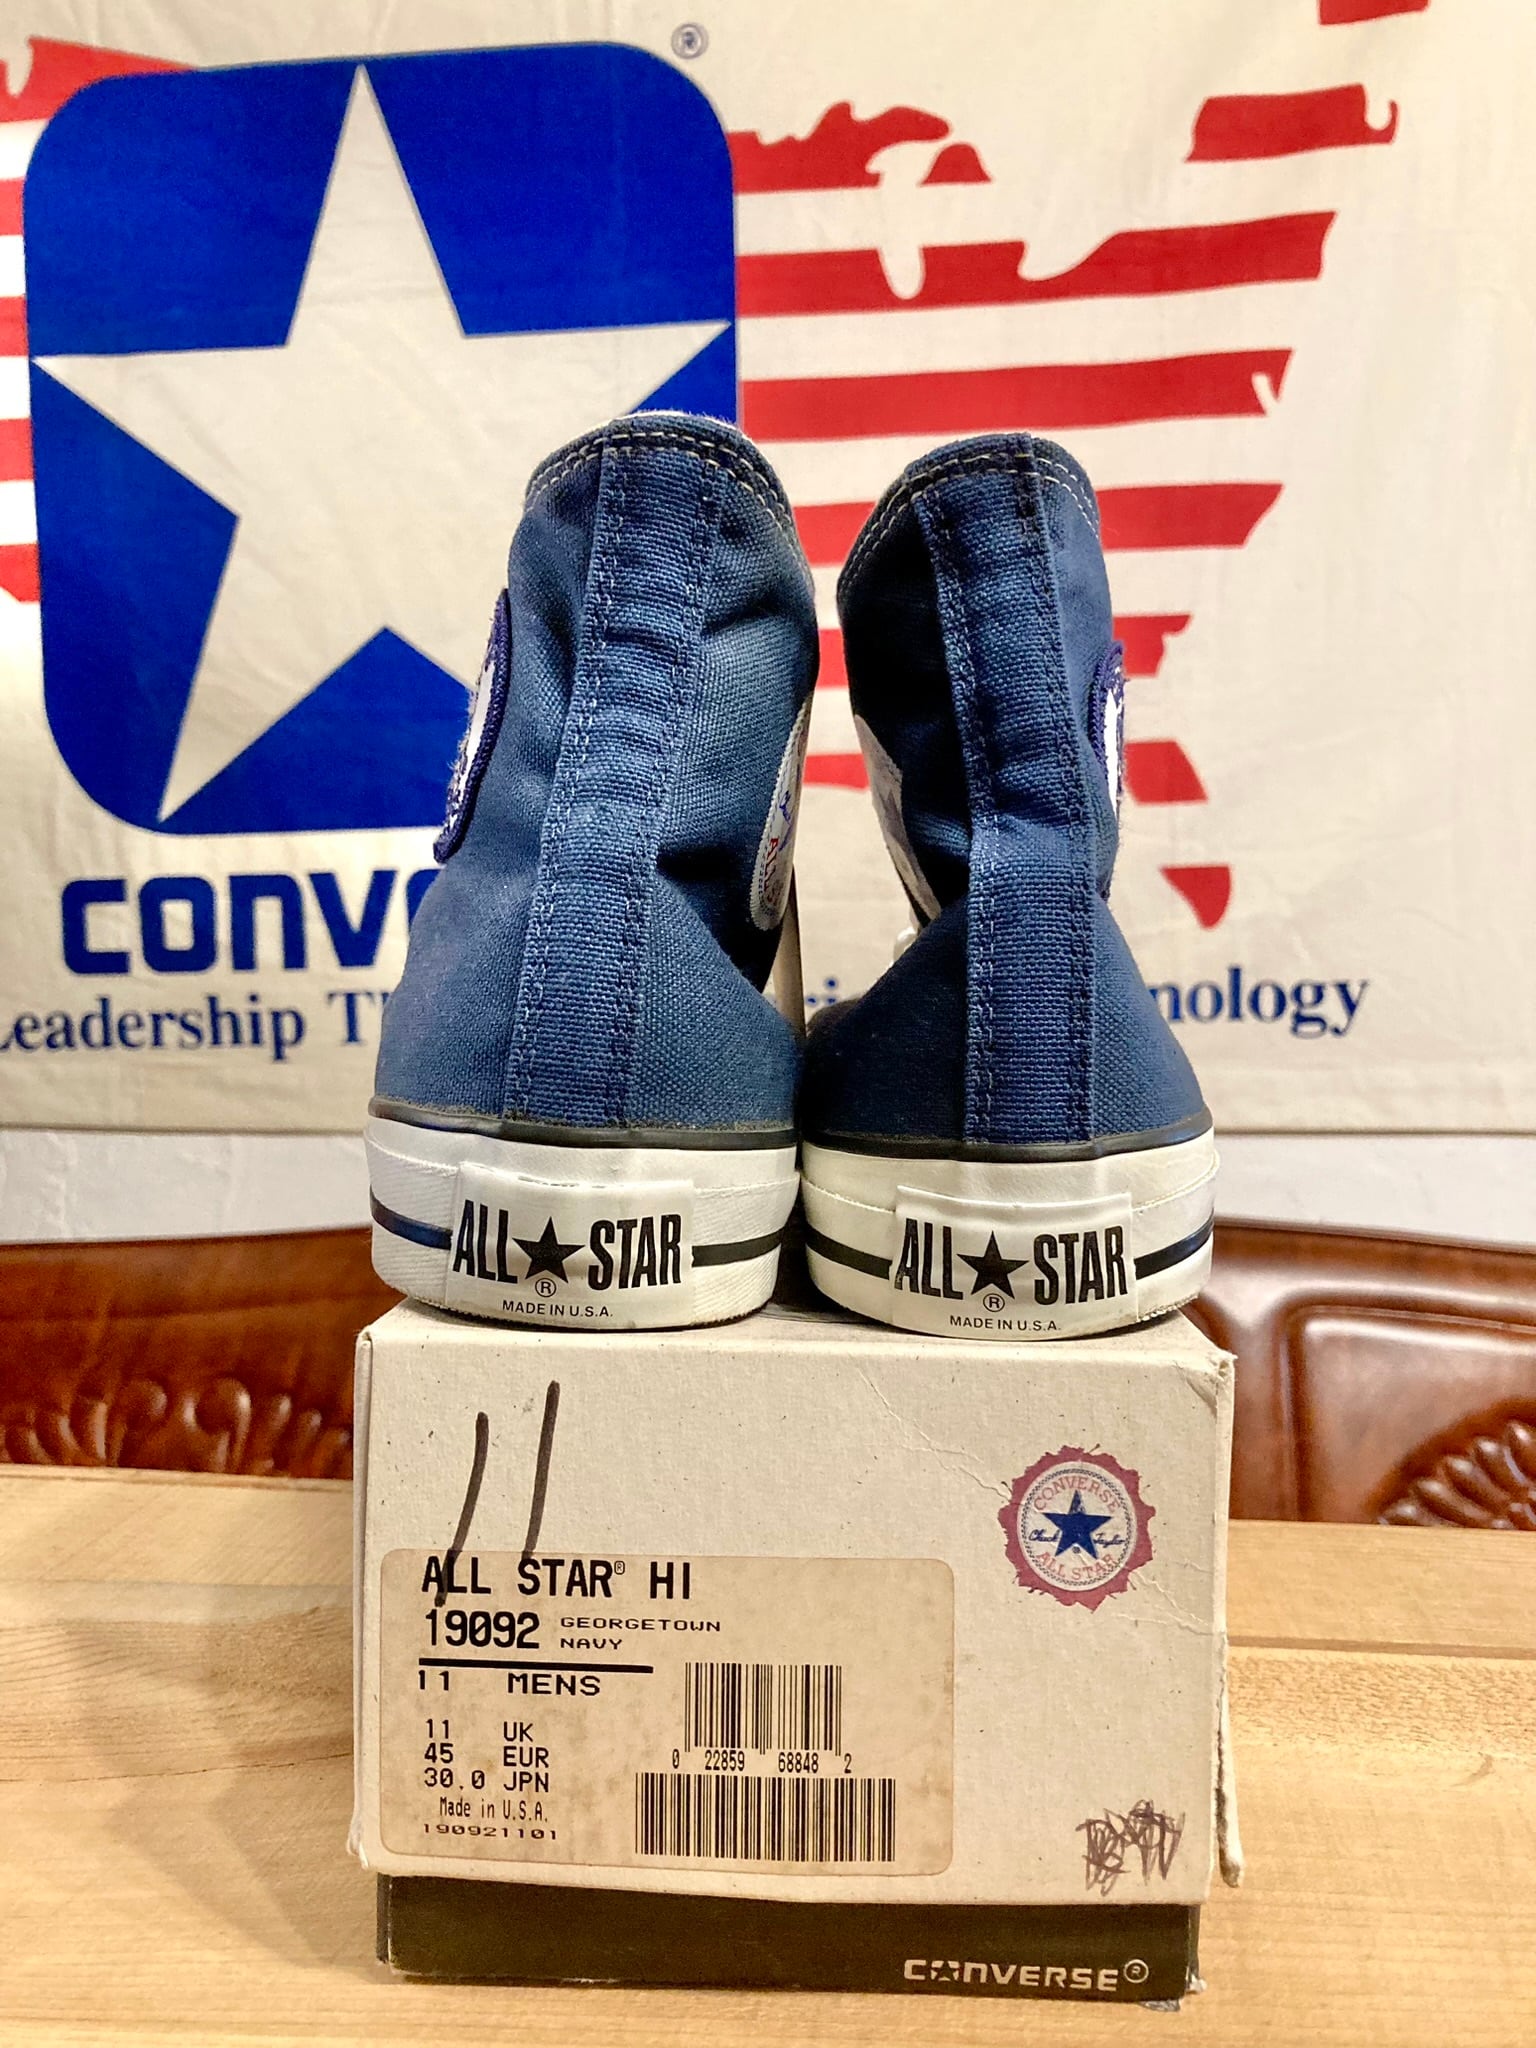 ®
CONV
Leadership T
nology
ALL★STAR
®
MADE IN U.S.A.
ALL★STAR
®
MADE IN U.S.A.
11
CONVERSE
Chuck Taylor
ALL STAR
ALL STAR® HI
19092 GEORGETOWN
NAVY
11 MENS
11 UK
45 EUR
30.0 JPN
Made in U.S.A.
190921101
0 22859 68848 2
CONVERSE®